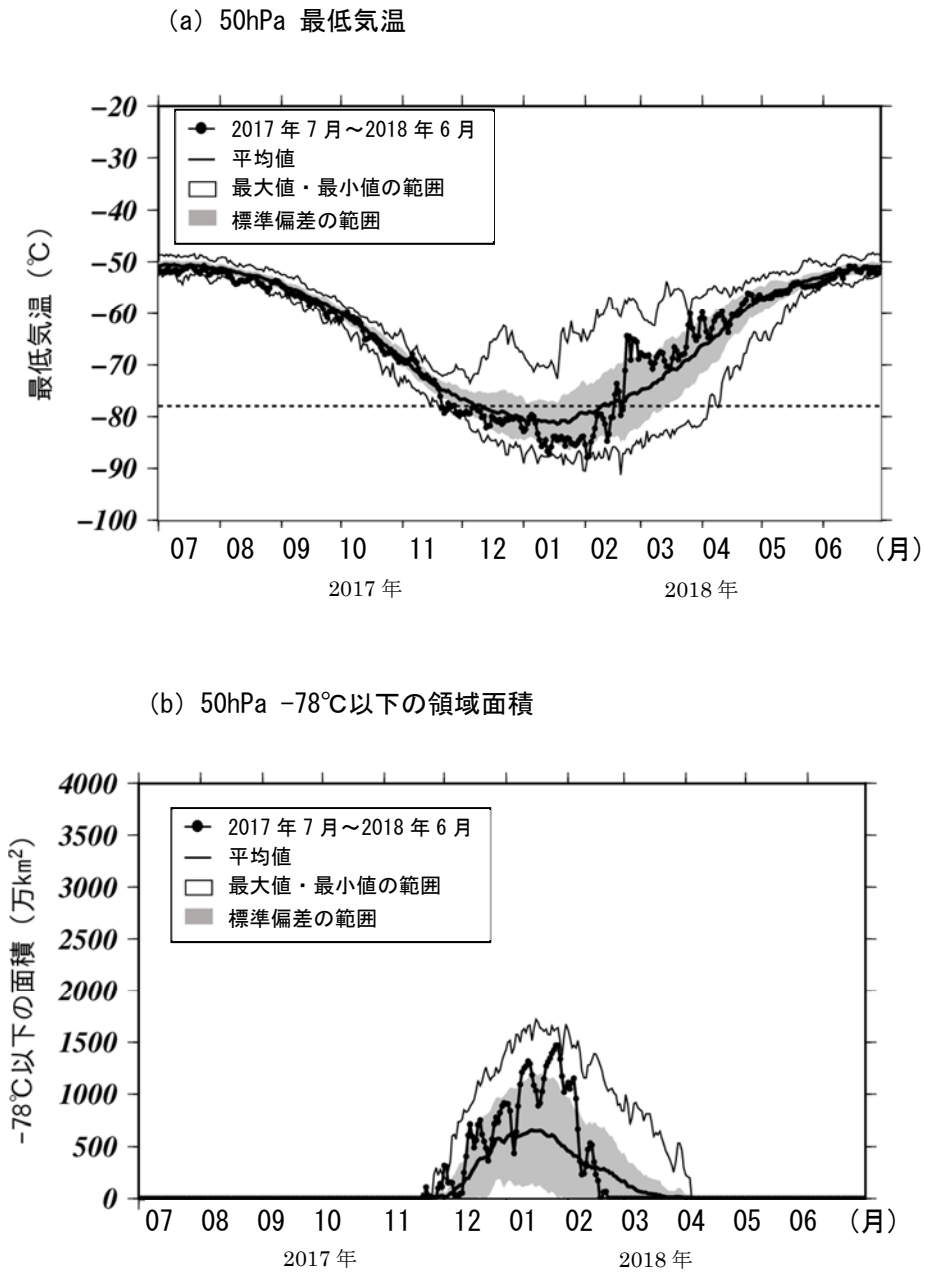 (a) 50hPa 最低気温
-20
-30
-40
-50
-60
-70
-80
-90
-100
最低気温 (℃)
2017 年 7 月～2018 年 6 月
平均値
最大値・最小値の範囲
標準偏差の範囲
07 08 09 10 11 12 01 02 03 04 05 06 (月)
2017 年 2018 年
(b) 50hPa -78℃以下の領域面積
4000
3500
3000
2500
2000
1500
1000
500
0
-78℃以下の面積 (万km²)
2017 年 7 月～2018 年 6 月
平均値
最大値・最小値の範囲
標準偏差の範囲
07 08 09 10 11 12 01 02 03 04 05 06 (月)
2017 年 2018 年